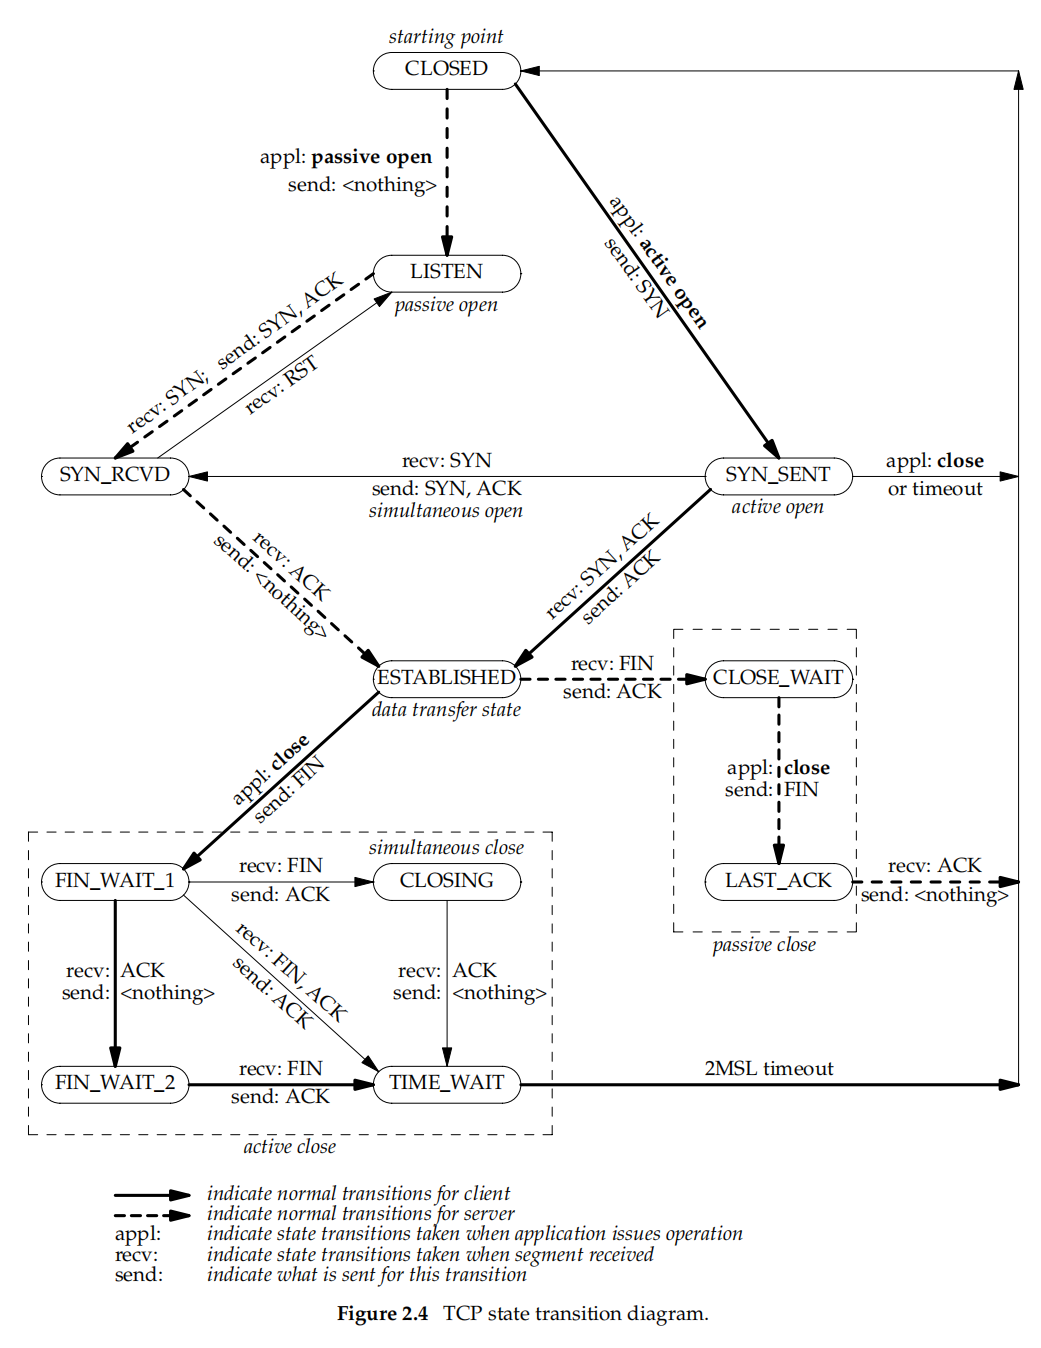 starting point
CLOSED
appl: passive open
send: <nothing>
appl: active open
send: SYN
LISTEN
passive open
recv: SYN;   send: SYN, ACK
recv: RST
SYN_RCVD
recv: SYN
send: SYN, ACK
simultaneous open
SYN_SENT
active open
appl: close
or timeout
recv: ACK
send: <nothing>
recv: SYN, ACK
send: ACK
ESTABLISHED
data transfer state
recv: FIN
send: ACK
CLOSE_WAIT
appl: close
send: FIN
appl: close
send: FIN
simultaneous close
FIN_WAIT_1
recv: FIN
send: ACK
CLOSING
LAST_ACK
recv: ACK
send: <nothing>
passive close
recv: ACK
send: <nothing>
recv: FIN, ACK
send: ACK
recv: ACK
send: <nothing>
FIN_WAIT_2
recv: FIN
send: ACK
TIME_WAIT
2MSL timeout
active close
indicate normal transitions for client
indicate normal transitions for server
appl: indicate state transitions taken when application issues operation
recv: indicate state transitions taken when segment received
send: indicate what is sent for this transition
Figure 2.4 TCP state transition diagram.